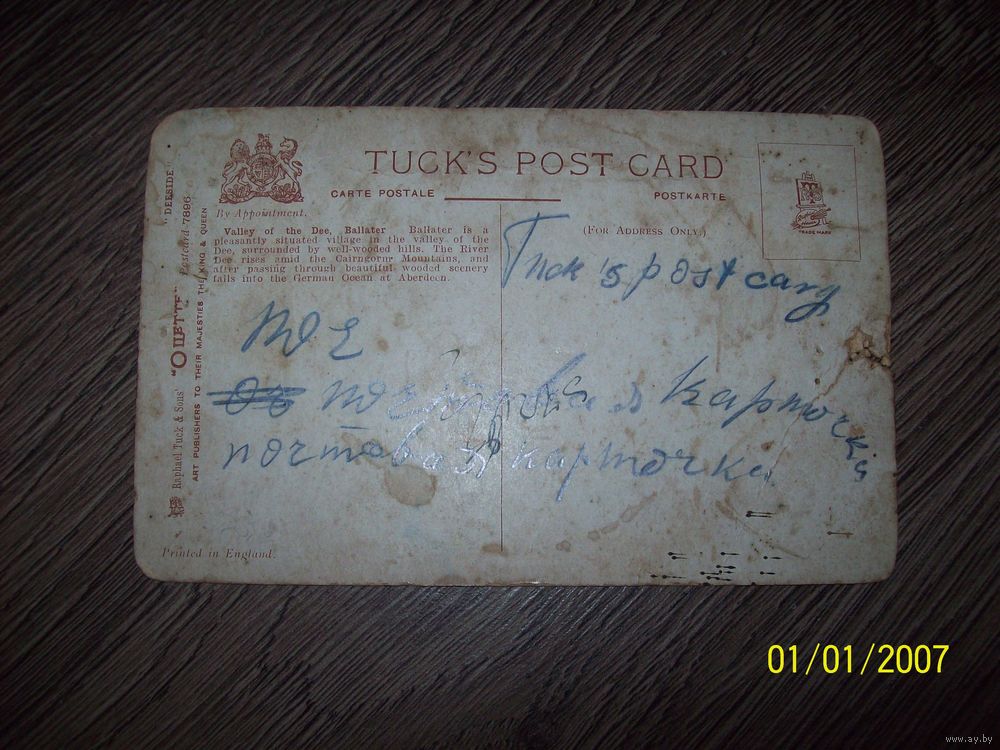 TUCK'S POST CARD
CARTE POSTALE
POSTKARTE
By Appointment.
(FOR ADDRESS ONLY.)
TRADE MARK
Valley of the Dee, Ballater Ballater is a
pleasantly situated village in the valley of the
Dee, surrounded by well-wooded hills. The River
Dee rises amid the Cairngorm Mountains, and
after passing through beautiful wooded scenery
falls into the German Ocean at Aberdeen.
Raphael Tuck & Sons' "OILETTE" Postcard 7896. "DEESIDE"
ART PUBLISHERS TO THEIR MAJESTIES THE KING & QUEEN
Printed in England.
Tuck's post card
карточка
почтовая карточка
01/01/2007
www.ay.by